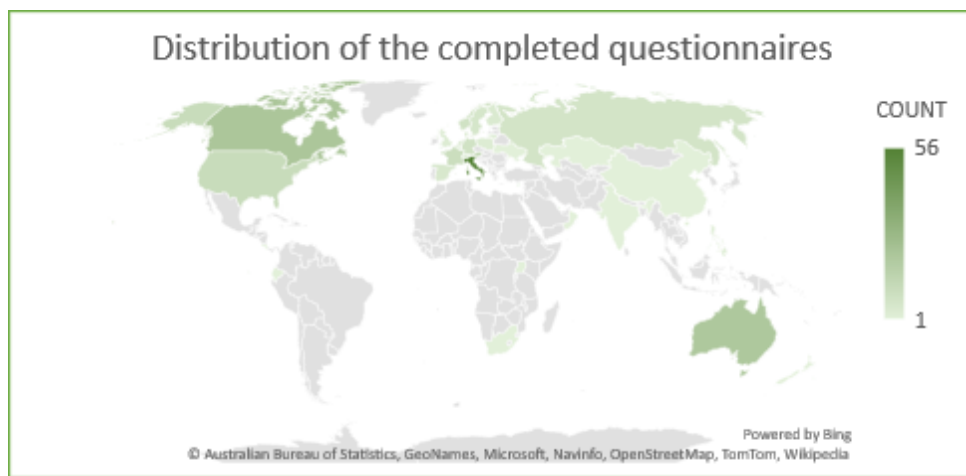 Distribution of the completed questionnaires
COUNT
56
1
Powered by Bing
© Australian Bureau of Statistics, GeoNames, Microsoft, Navinfo, OpenStreetMap, TomTom, Wikipedia